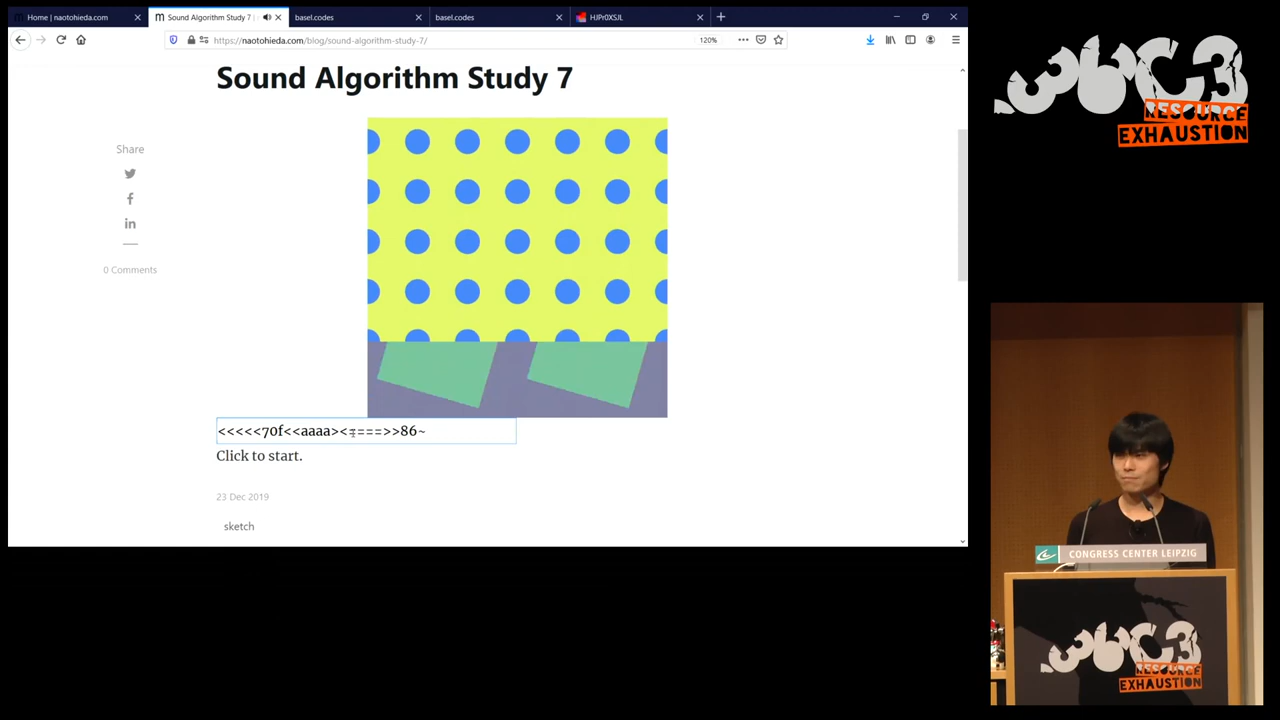 Home | naotohieda.com
Sound Algorithm Study 7 |
basel.codes
basel.codes
HJPr0XSJL
https://naotohieda.com/blog/sound-algorithm-study-7/
120%
Sound Algorithm Study 7
Share
0 Comments
<<<<<70f<<aaaa><
====>>86~
Click to start.
23 Dec 2019
sketch
36C3
RESOURCE
EXHAUSTION
CONGRESS CENTER LEIPZIG
36C3
RESOURCE
EXHAUSTION